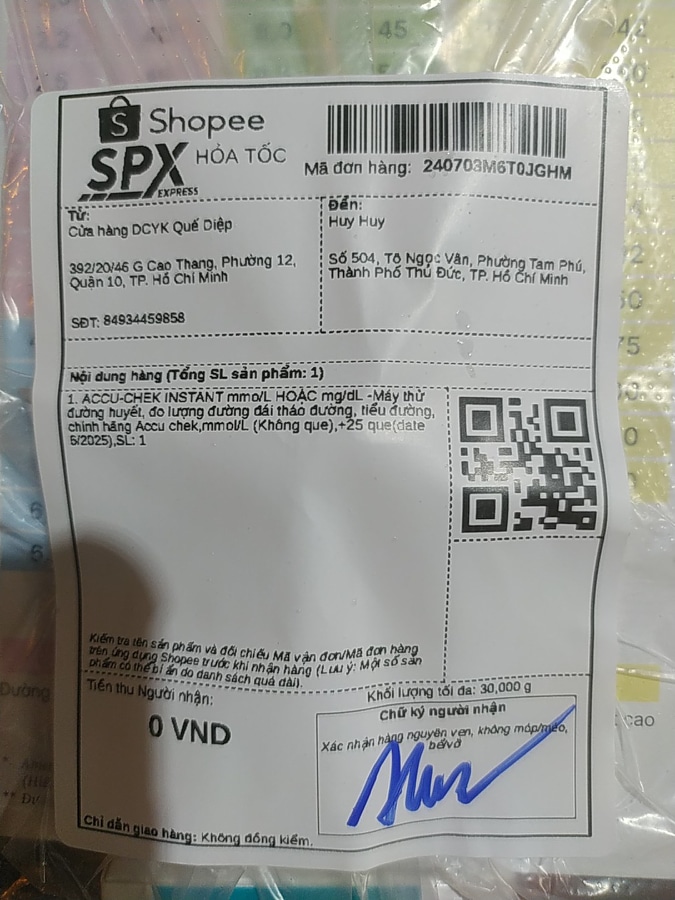 Shopee
SPX HỎA TỐC
EXPRESS
Mã đơn hàng: 240703M6T0JGHM
Từ:
Cửa hàng DCYK Quế Diệp
392/20/46 G Cao Thang, Phường 12,
Quận 10, TP. Hồ Chí Minh
SĐT: 84934459858
Đến:
Huy Huy
Số 504, Tô Ngọc Vân, Phường Tam Phú,
Thành Phố Thủ Đức, TP. Hồ Chí Minh
Nội dung hàng (Tổng SL sản phẩm: 1)
1. ACCU-CHEK INSTANT mmo/L HOẶC mg/dL -Máy thử
đường huyết, đo lượng đường đái tháo đường, tiểu đường,
chính hãng Accu chek,mmol/L (Không que),+25 que(date
5/2025),SL: 1
Kiểm tra tên sản phẩm và đối chiếu Mã vận đơn/Mã đơn hàng
trên ứng dụng Shopee trước khi nhận hàng (Lưu ý: Một số sản
phẩm có thể bị ẩn do danh sách quá dài).
Tiền thu Người nhận:
0 VND
Khối lượng tối đa: 30,000 g
Chữ ký người nhận
Xác nhận hàng nguyên vẹn, không móp/méo,
bể/vỡ
Chỉ dẫn giao hàng: Không đồng kiểm.
45
42
75
Đường
cao